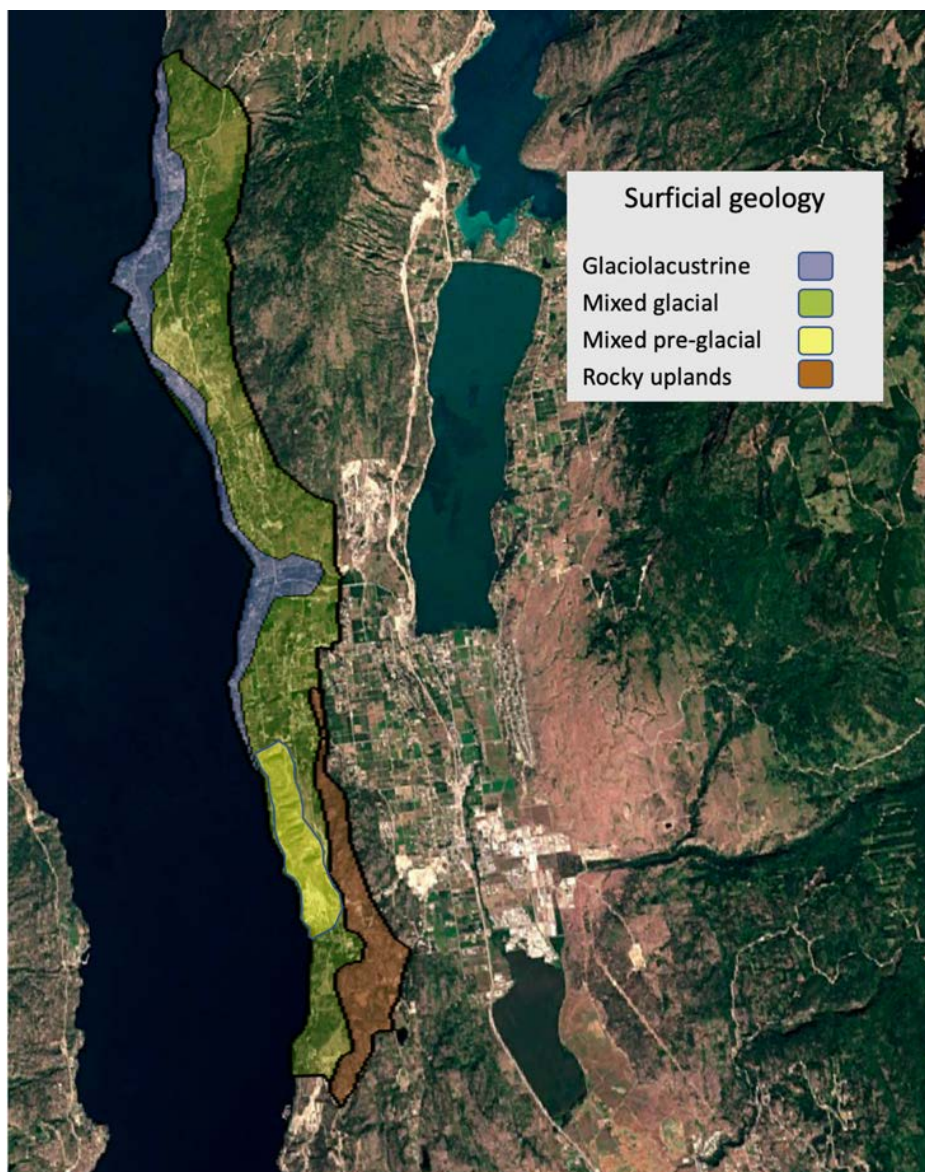 Surficial geology
Glaciolacustrine
Mixed glacial
Mixed pre-glacial
Rocky uplands